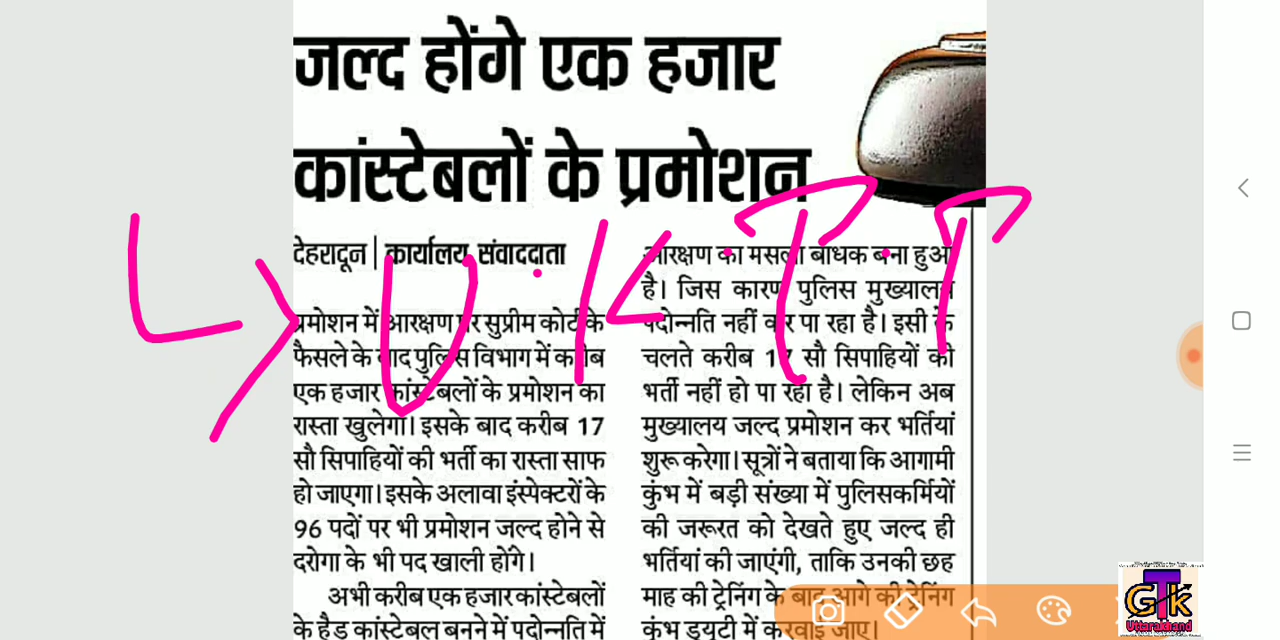 जल्द होंगे एक हजार
कांस्टेबलों के प्रमोशन
देहरादून | कार्यालय संवाददाता
प्रमोशन में आरक्षण पर सुप्रीम कोर्ट के
फैसले के बाद पुलिस विभाग में करीब
एक हजार कांस्टेबलों के प्रमोशन का
रास्ता खुलेगा। इसके बाद करीब 17
सौ सिपाहियों की भर्ती का रास्ता साफ
हो जाएगा। इसके अलावा इंस्पेक्टरों के
96 पदों पर भी प्रमोशन जल्द होने से
दरोगा के भी पद खाली होंगे।
अभी करीब एक हजार कांस्टेबलों
के हैड कांस्टेबल बनने में पदोन्नति में
आरक्षण का मसला बाधक बना हुआ
है। जिस कारण पुलिस मुख्यालय
पदोन्नति नहीं कर पा रहा है। इसी के
चलते करीब 17 सौ सिपाहियों की
भर्ती नहीं हो पा रहा है। लेकिन अब
मुख्यालय जल्द प्रमोशन कर भर्तियां
शुरू करेगा। सूत्रों ने बताया कि आगामी
कुंभ में बड़ी संख्या में पुलिसकर्मियों
की जरूरत को देखते हुए जल्द ही
भर्तियां की जाएंगी, ताकि उनकी छह
माह की ट्रेनिंग के बाद आगे की ट्रेनिंग
कुंभ ड्यूटी में करवाई जाए।
U.K.P.P
GTK
Uttarakhand